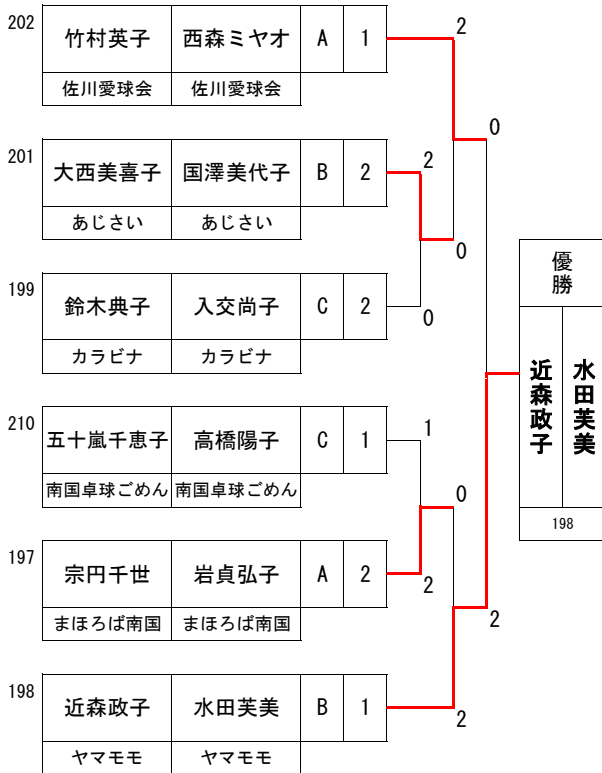 202 竹村英子 西森ミヤオ A 1
佐川愛球会 佐川愛球会
2
0
201 大西美喜子 国澤美代子 B 2
あじさい あじさい
2
0
199 鈴木典子 入交尚子 C 2
カラビナ カラビナ
0
優勝
近森政子 水田芙美
198
210 五十嵐千恵子 高橋陽子 C 1
南国卓球ごめん 南国卓球ごめん
1
0
197 宗円千世 岩貞弘子 A 2
まほろば南国 まほろば南国
2
2
198 近森政子 水田芙美 B 1
ヤマモモ ヤマモモ
2